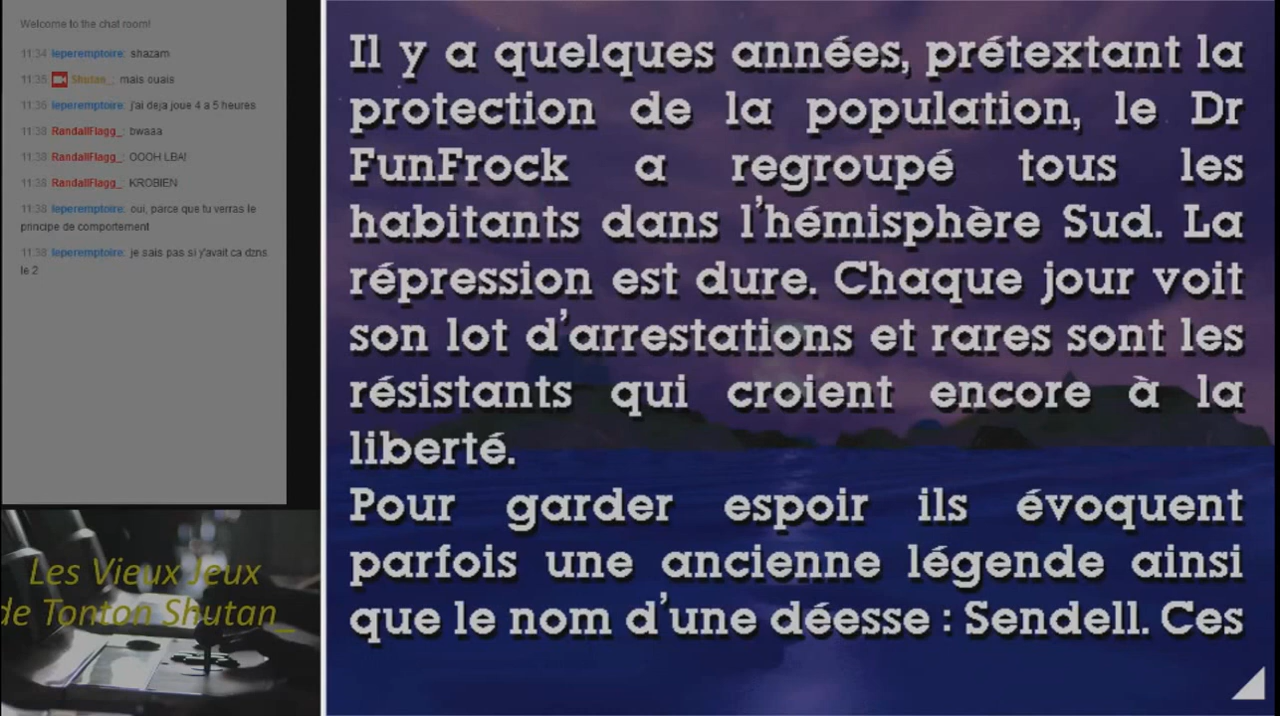 Welcome to the chat room!
11:34 leperemptoire: shazam
11:35 Shutan_: mais ouais
11:36 leperemptoire: j'ai deja joue 4 a 5 heures
11:38 RandallFlagg_: bwaaa
11:38 RandallFlagg_: OOOH LBA!
11:38 RandallFlagg_: KROBIEN
11:38 leperemptoire: oui, parce que tu verras le
principe de comportement
11:38 leperemptoire: je sais pas si y'avait ca dzns
le 2
Les Vieux Jeux
de Tonton Shutan_
Il y a quelques années, prétextant la
protection de la population, le Dr
FunFrock a regroupé tous les
habitants dans l'hémisphère Sud. La
répression est dure. Chaque jour voit
son lot d'arrestations et rares sont les
résistants qui croient encore à la
liberté.
Pour garder espoir ils évoquent
parfois une ancienne légende ainsi
que le nom d'une déesse : Sendell. Ces